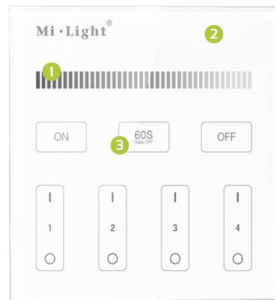 Mi·Light®
2
1
ON
60S
Delay OFF
OFF
3
I I I I
1 2 3 4
O O O O